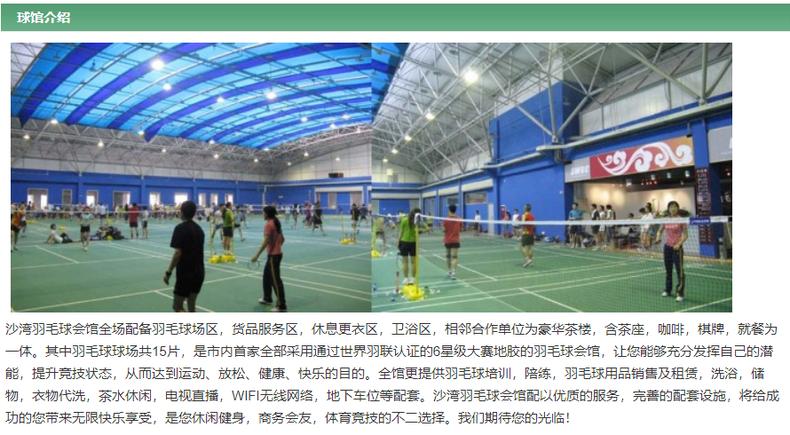 球馆介绍
沙湾羽毛球会馆全场配备羽毛球场区，货品服务区，休息更衣区，卫浴区，相邻合作单位为豪华茶楼，含茶座，咖啡，棋牌，就餐为
一体。其中羽毛球球场共15片，是市内首家全部采用通过世界羽联认证的6星级大赛地胶的羽毛球会馆，让您能够充分发挥自己的潜
能，提升竞技状态，从而达到运动、放松、健康、快乐的目的。全馆更提供羽毛球培训，陪练，羽毛球用品销售及租赁，洗浴，储
物，衣物代洗，茶水休闲，电视直播，WIFI无线网络，地下车位等配套。沙湾羽毛球会馆配以优质的服务，完善的配套设施，将给成
功的您带来无限快乐享受，是您休闲健身，商务会友，体育竞技的不二选择。我们期待您的光临！